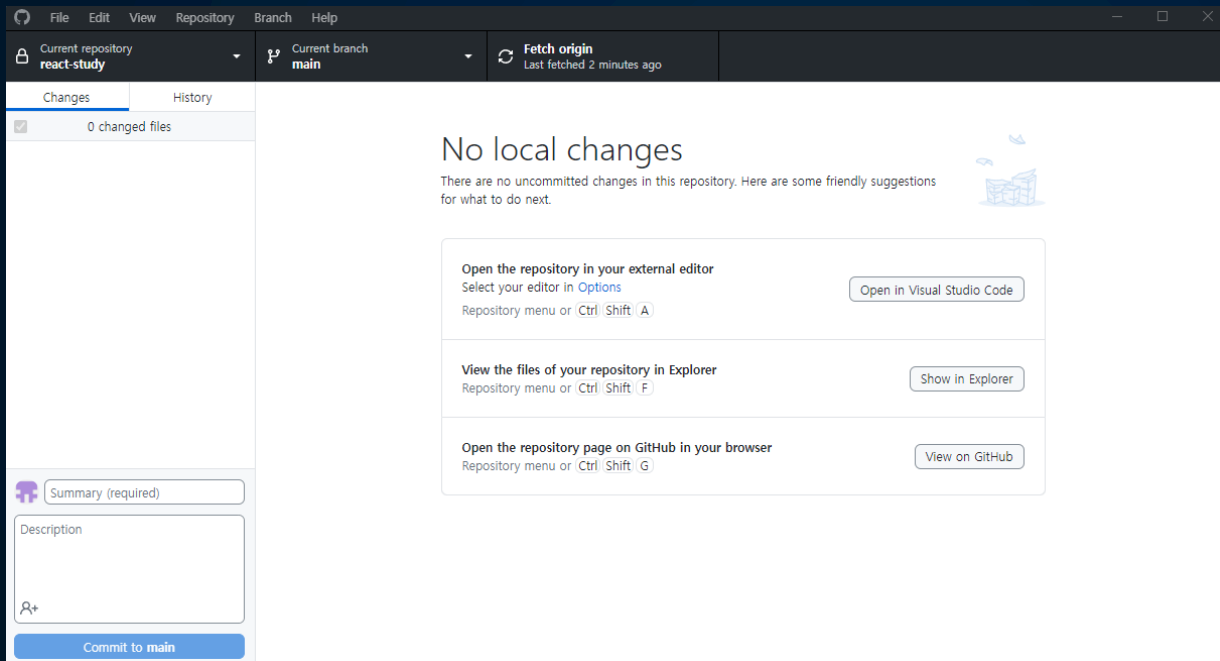 File Edit View Repository Branch Help
Current repository
react-study
Current branch
main
Fetch origin
Last fetched 2 minutes ago
Changes History
0 changed files
No local changes
There are no uncommitted changes in this repository. Here are some friendly suggestions
for what to do next.
Open the repository in your external editor
Select your editor in Options
Repository menu or Ctrl Shift A
Open in Visual Studio Code
View the files of your repository in Explorer
Repository menu or Ctrl Shift F
Show in Explorer
Open the repository page on GitHub in your browser
Repository menu or Ctrl Shift G
View on GitHub
Summary (required)
Description
Commit to main